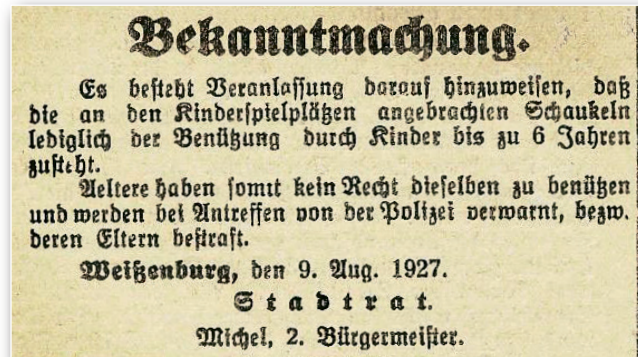 Bekanntmachung.
Es besteht Veranlassung darauf hinzuweisen, daß
die an den Kinderspielplätzen angebrachten Schaukeln
lediglich der Benützung durch Kinder bis zu 6 Jahren
zusteht.
Aeltere haben somit kein Recht dieselben zu benützen
und werden bei Antreffen von der Polizei verwarnt, bezw.
deren Eltern bestraft.
Weißenburg, den 9. Aug. 1927.
Stadtrat.
Michel, 2. Bürgermeister.